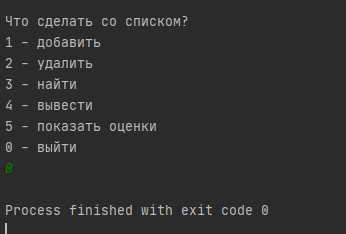 Что сделать со списком?
1 - добавить
2 - удалить
3 - найти
4 - вывести
5 - показать оценки
0 - выйти
0
Process finished with exit code 0